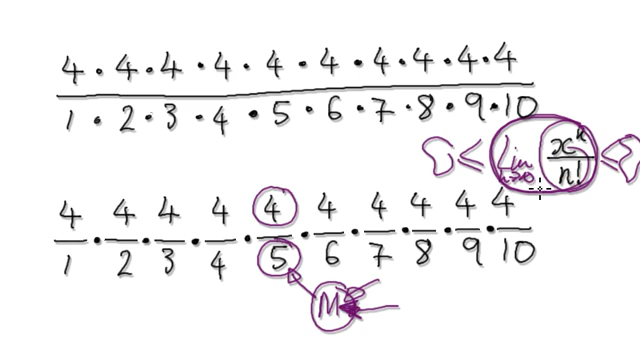 4 · 4 · 4 · 4 · 4 · 4 · 4 · 4 · 4 · 4
1 · 2 · 3 · 4 · 5 · 6 · 7 · 8 · 9 · 10
≤ Lim xⁿ/n! ≤
4/1 · 4/2 · 4/3 · 4/4 · 4/5 · 4/6 · 4/7 · 4/8 · 4/9 · 4/10
M